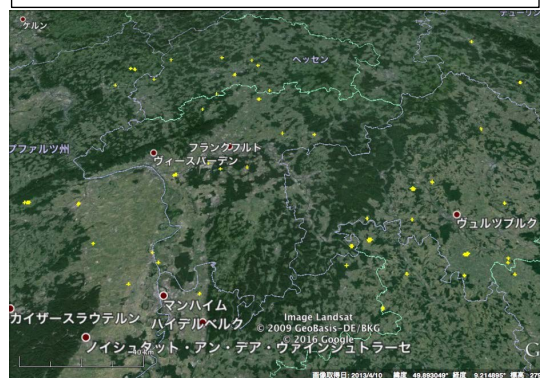 ケルン
テューリン
ヘッセン
プファルツ州
フランクフルト
ヴィースバーデン
ヴュルツブルク
マンハイム
カイザースラウテルン
ハイデルベルク
ノイシュタット・アン・デア・ヴァインシュトラーセ
Image Landsat
© 2009 GeoBasis-DE/BKG
© 2016 Google
40 km
G
画像取得日: 2013/4/10 緯度 49.893049° 経度 9.214895° 標高 279